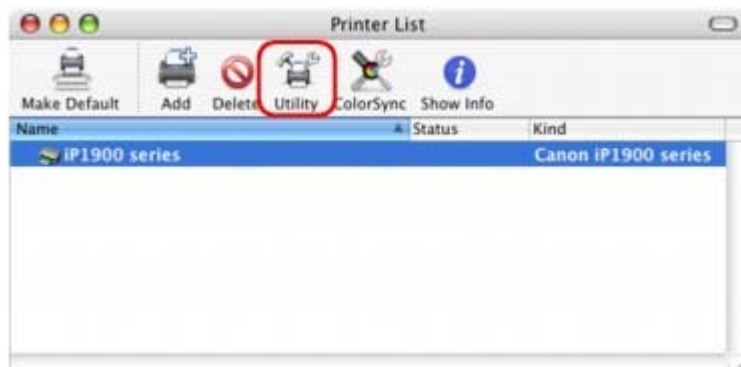 Printer List
Make Default Add Delete Utility ColorSync Show Info
Name Status Kind
iP1900 series Canon iP1900 series